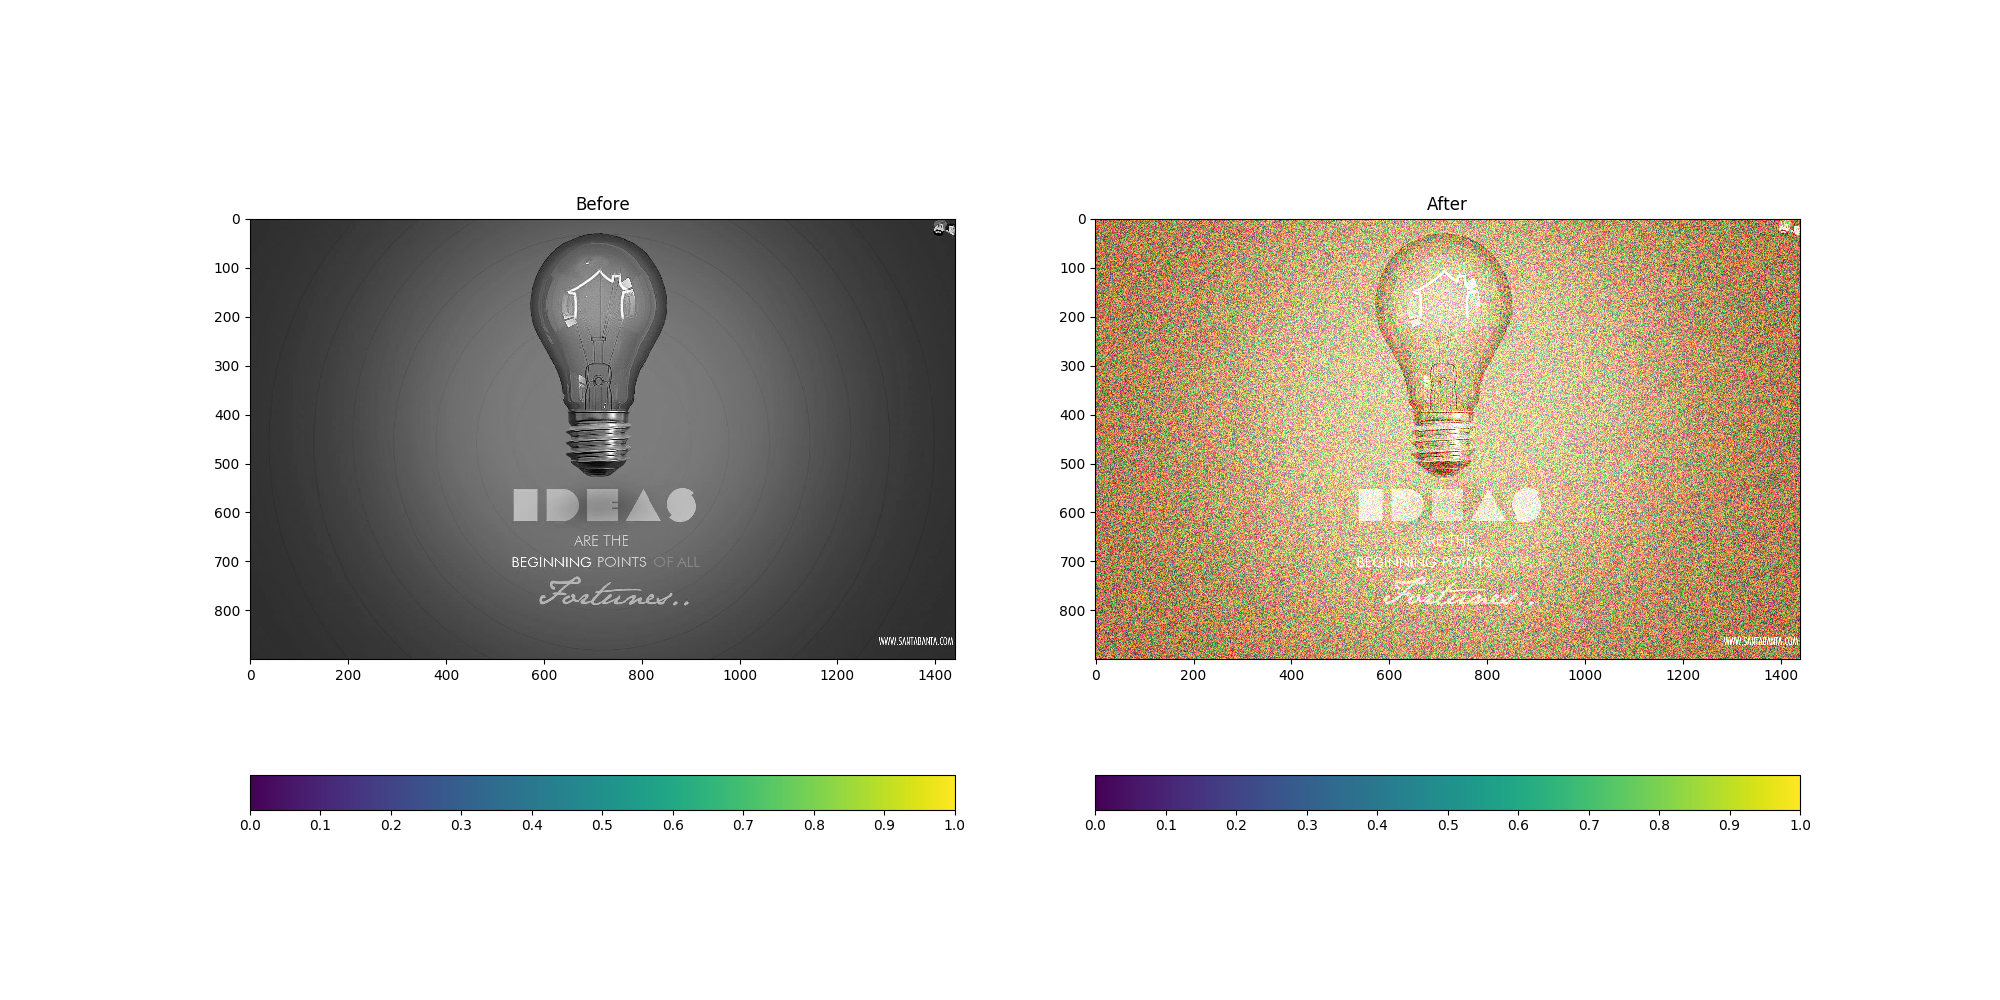 Before
0
100
200
300
400
500
600
700
800
IDEAS
ARE THE
BEGINNING POINTS OF ALL
Fortunes..
WWW.SANTABANTA.COM
0 200 400 600 800 1000 1200 1400
0.0 0.1 0.2 0.3 0.4 0.5 0.6 0.7 0.8 0.9 1.0
After
0
100
200
300
400
500
600
700
800
IDEAS
ARE THE
BEGINNING POINTS
Fortunes..
WWW.SANTABANTA.COM
0 200 400 600 800 1000 1200 1400
0.0 0.1 0.2 0.3 0.4 0.5 0.6 0.7 0.8 0.9 1.0